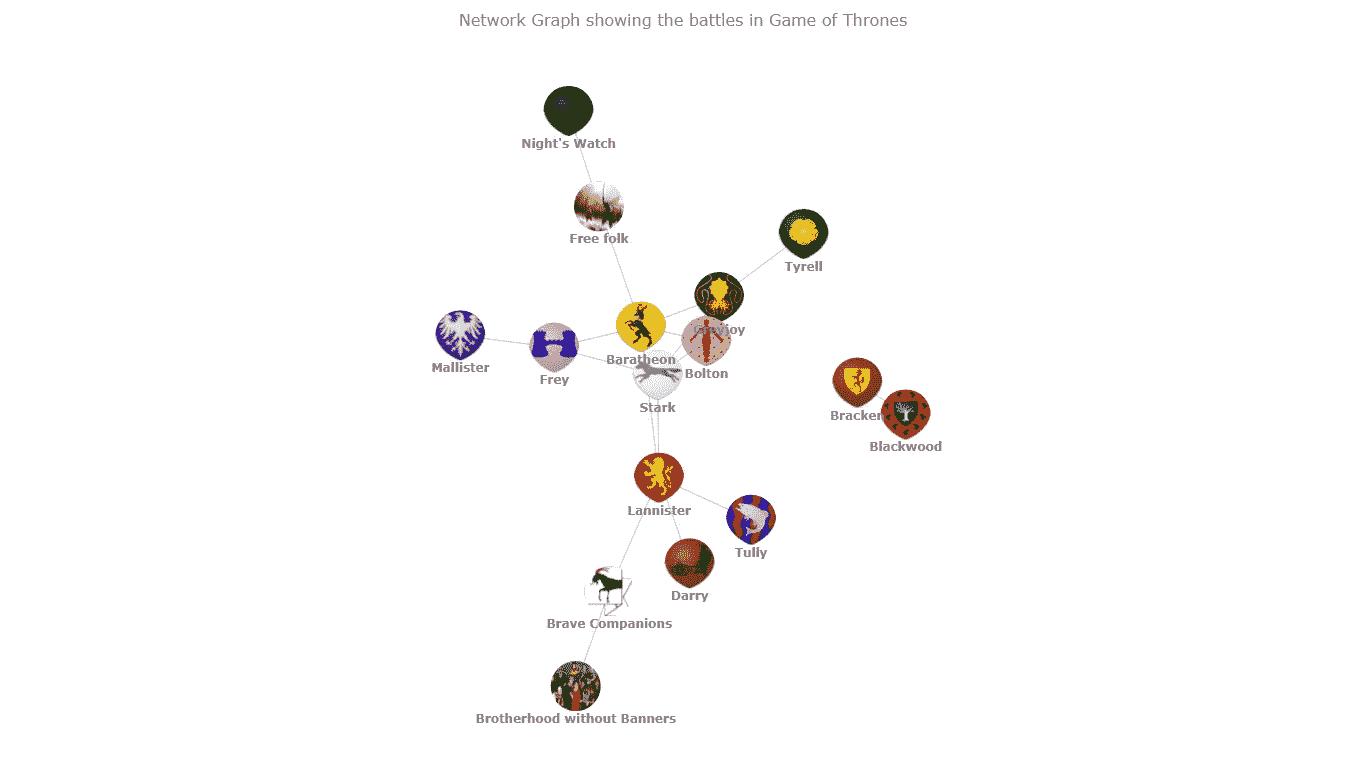 Network Graph showing the battles in Game of Thrones
Night's Watch
Free folk
Tyrell
Baratheon
Mallister
Frey
Bolton
Stark
Bracken
Blackwood
Lannister
Tully
Darry
Brave Companions
Brotherhood without Banners